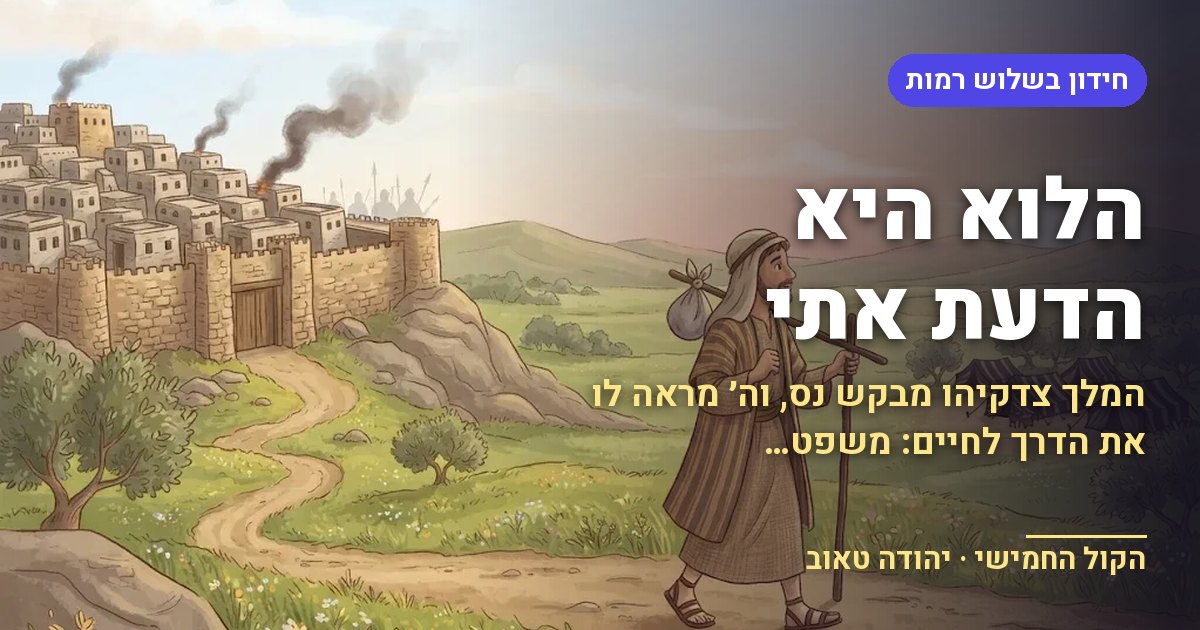 חידון בשלוש רמות
הלוא היא
הדעת אתי
המלך צדקיהו מבקש נס, וה׳ מראה לו
את הדרך לחיים: משפט...
הקול החמישי · יהודה טאוב